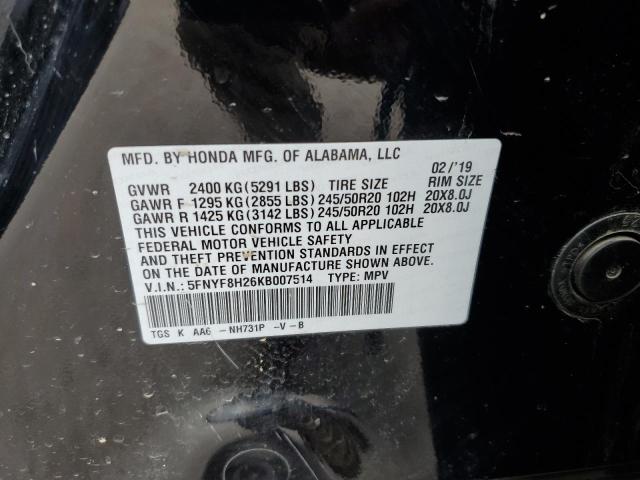 MFD. BY HONDA MFG. OF ALABAMA, LLC 02/'19
GVWR 2400 KG (5291 LBS) TIRE SIZE RIM SIZE
GAWR F 1295 KG (2855 LBS) 245/50R20 102H 20X8.0J
GAWR R 1425 KG (3142 LBS) 245/50R20 102H 20X8.0J
THIS VEHICLE CONFORMS TO ALL APPLICABLE
FEDERAL MOTOR VEHICLE SAFETY
AND THEFT PREVENTION STANDARDS IN EFFECT
ON THE DATE OF MANUFACTURE SHOWN ABOVE.
V.I.N.: 5FNYF8H26KB007514 TYPE: MPV
TGS K AA6 -NH731P -V-B